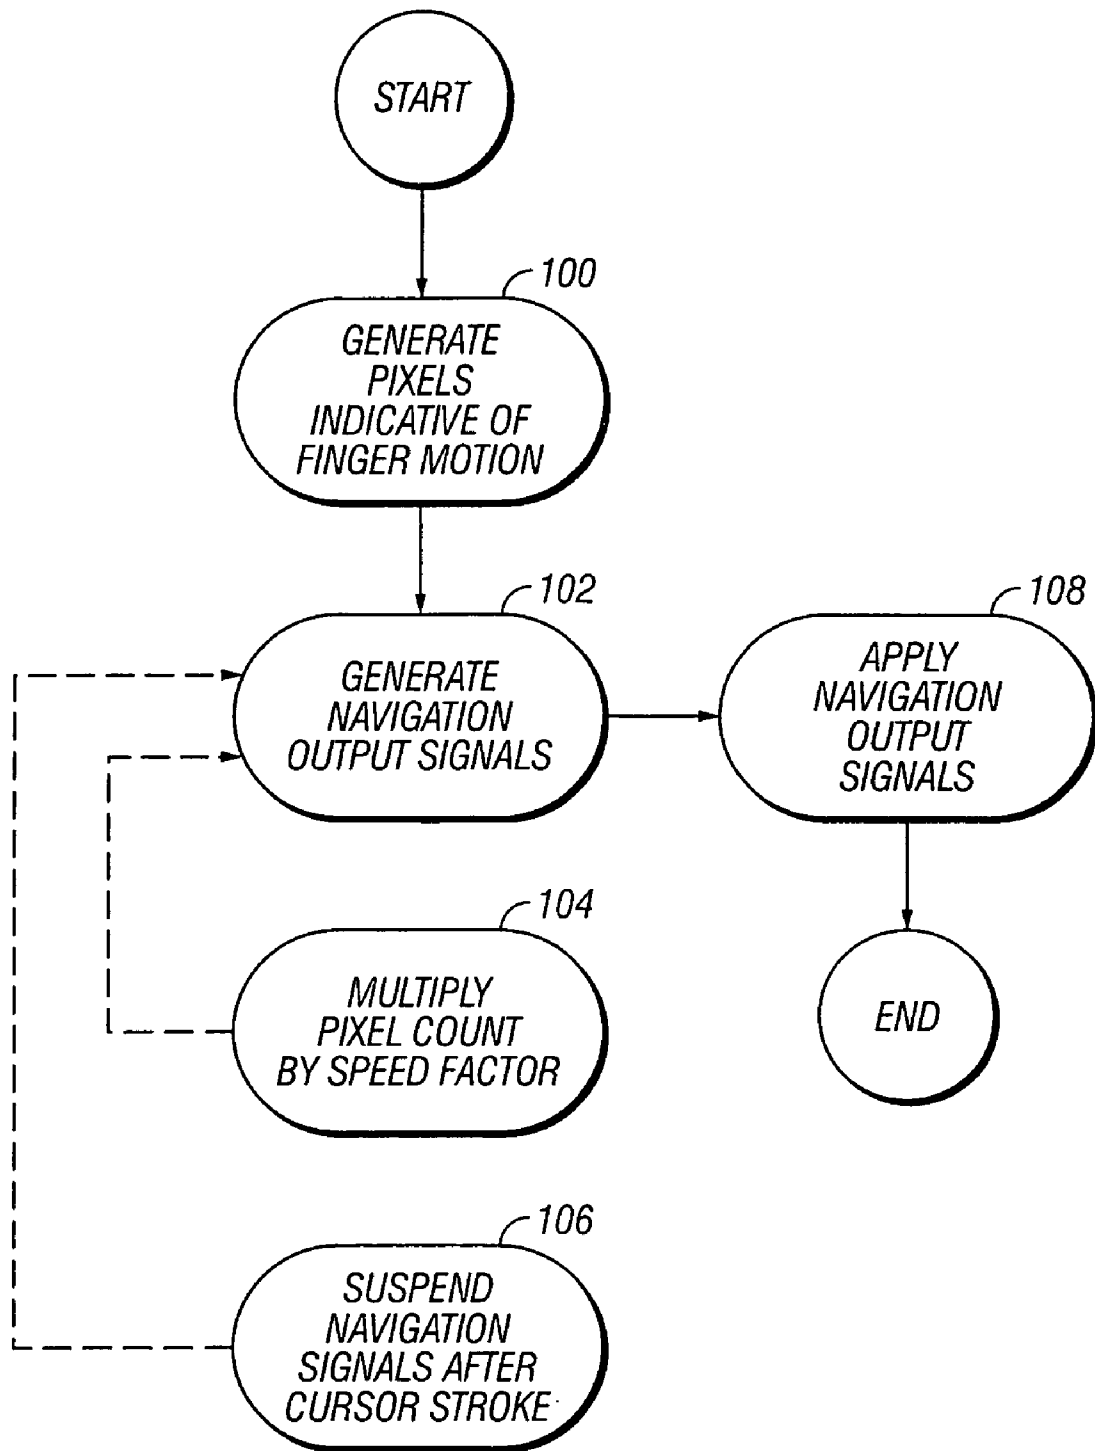 START
100
GENERATE
PIXELS
INDICATIVE OF
FINGER MOTION
102
GENERATE
NAVIGATION
OUTPUT SIGNALS
108
APPLY
NAVIGATION
OUTPUT
SIGNALS
104
MULTIPLY
PIXEL COUNT
BY SPEED FACTOR
END
106
SUSPEND
NAVIGATION
SIGNALS AFTER
CURSOR STROKE